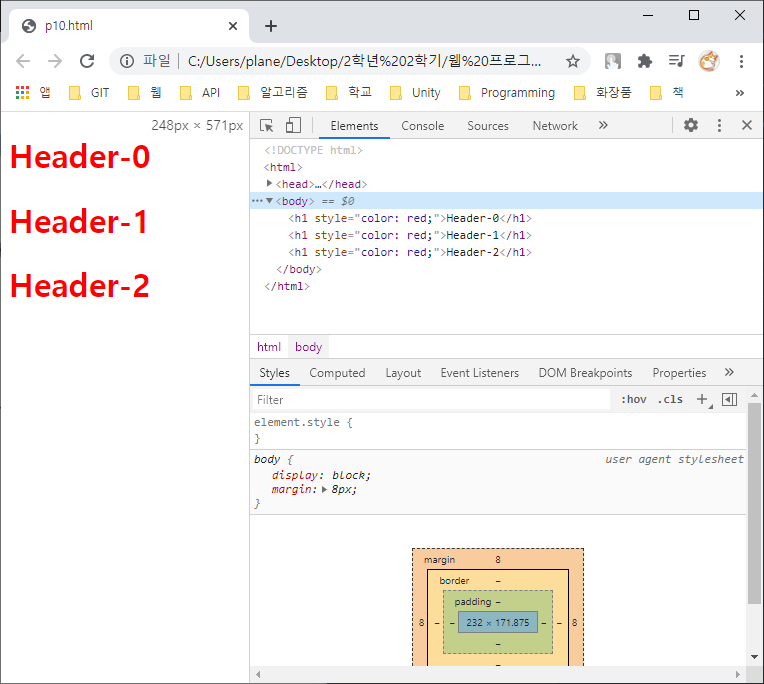 p10.html
파일 C:/Users/plane/Desktop/2학년%202학기/웹%20프로그...
앱 GIT 웹 API 알고리즘 학교 Unity Programming 화장품 책 »
248px × 571px
Header-0
Header-1
Header-2
Elements Console Sources Network »
<!DOCTYPE html>
<html>
<head>…</head>
<body> == $0
<h1 style="color: red;">Header-0</h1>
<h1 style="color: red;">Header-1</h1>
<h1 style="color: red;">Header-2</h1>
</body>
</html>
html body
Styles Computed Layout Event Listeners DOM Breakpoints Properties »
Filter :hov .cls +
element.style {
}
body { user agent stylesheet
display: block;
margin: 8px;
}
margin 8
border –
padding –
8 – – 232 × 171.875 – – 8
–
–